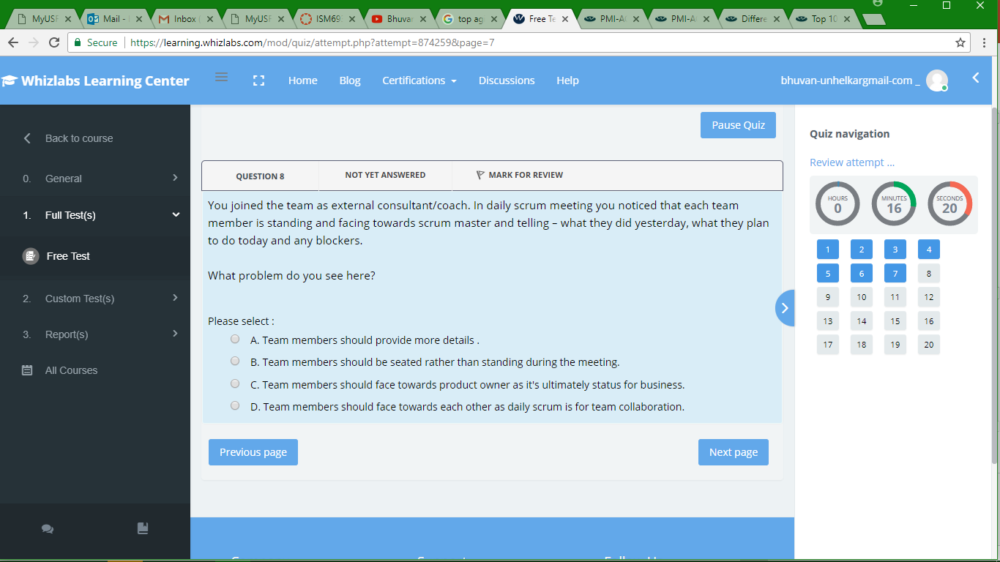 MyUSF
Mail -
Inbox (
MyUSF
ISM69
Bhuvan
top ag
Free Te
PMI-A
PMI-A
Differe
Top 10
Secure
https://learning.whizlabs.com/mod/quiz/attempt.php?attempt=874259&page=7
Whizlabs Learning Center
Home
Blog
Certifications
Discussions
Help
bhuvan-unhelkargmail-com _
Back to course
0. General
1. Full Test(s)
Free Test
2. Custom Test(s)
3. Report(s)
All Courses
Pause Quiz
QUESTION 8
NOT YET ANSWERED
MARK FOR REVIEW
You joined the team as external consultant/coach. In daily scrum meeting you noticed that each team
member is standing and facing towards scrum master and telling – what they did yesterday, what they plan
to do today and any blockers.
What problem do you see here?
Please select :
A. Team members should provide more details .
B. Team members should be seated rather than standing during the meeting.
C. Team members should face towards product owner as it's ultimately status for business.
D. Team members should face towards each other as daily scrum is for team collaboration.
Previous page
Next page
Quiz navigation
Review attempt ...
HOURS
0
MINUTES
16
SECONDS
20
1 2 3 4
5 6 7 8
9 10 11 12
13 14 15 16
17 18 19 20